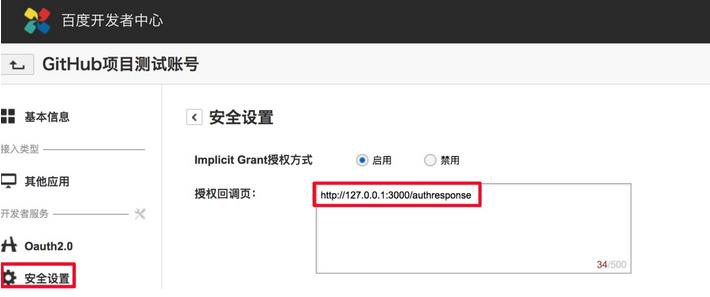 百度开发者中心
GitHub项目测试账号
基本信息
接入类型
其他应用
开发者服务
Oauth2.0
安全设置
安全设置
Implicit Grant授权方式 启用 禁用
授权回调页： http://127.0.0.1:3000/authresponse
34/500